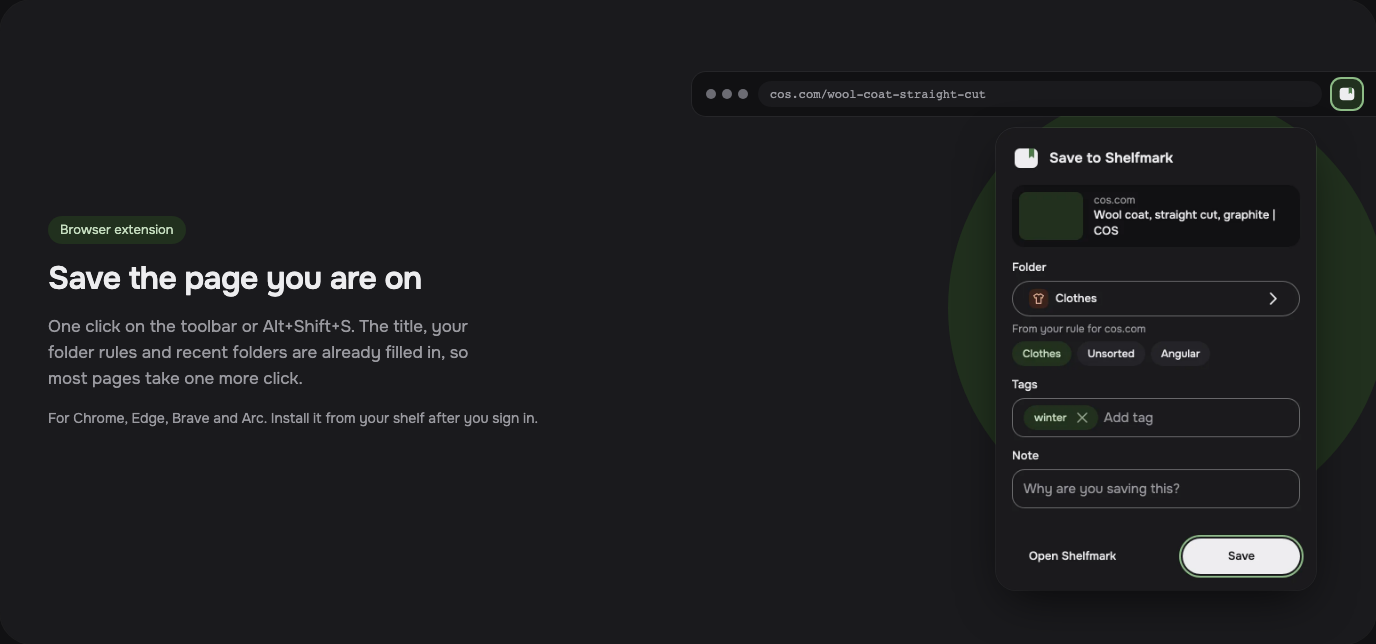 cos.com/wool-coat-straight-cut
Save to Shelfmark
cos.com
Wool coat, straight cut, graphite |
COS
Browser extension
Folder
Save the page you are on
Clothes
One click on the toolbar or Alt+Shift+S. The title, your
folder rules and recent folders are already filled in, so
most pages take one more click.
From your rule for cos.com
Clothes Unsorted Angular
Tags
For Chrome, Edge, Brave and Arc. Install it from your shelf after you sign in.
winter Add tag
Note
Why are you saving this?
Open Shelfmark Save